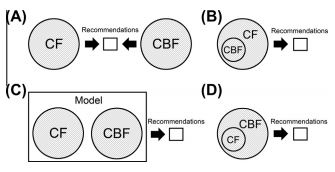 (A)
CF
Recommendations
CBF
(B)
CF
CBF
Recommendations
(C)
Model
CF
CBF
Recommendations
(D)
CBF
CF
Recommendations